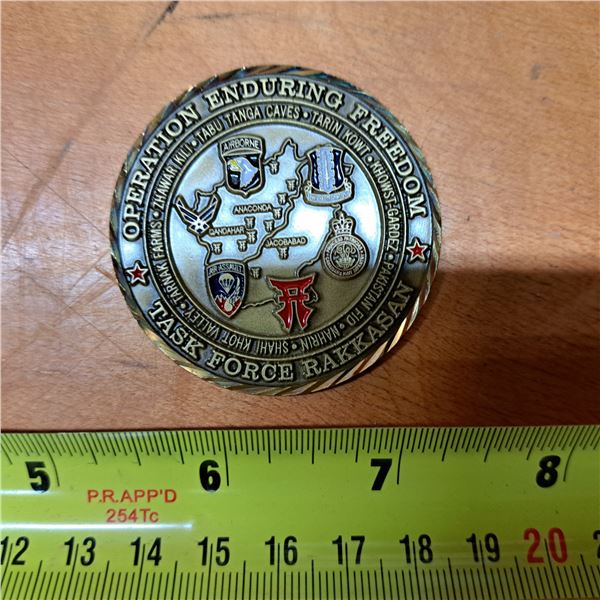 OPERATION ENDURING FREEDOM
ZHAWAR KILI • TABU TANGA CAVES • TARIN KOWT • KHOWST-GARDEZ • PAKISTAN FID • NAHRIN • SHAHI KHOT VALLEY • TARNAK FARMS •
AIRBORNE
ANACONDA
QANDAHAR
JACOBABAD
AIR ASSAULT
TASK FORCE RAKKASAN
5 6 7 8
P.R.APP'D
254Tc
12 13 14 15 16 17 18 19 20